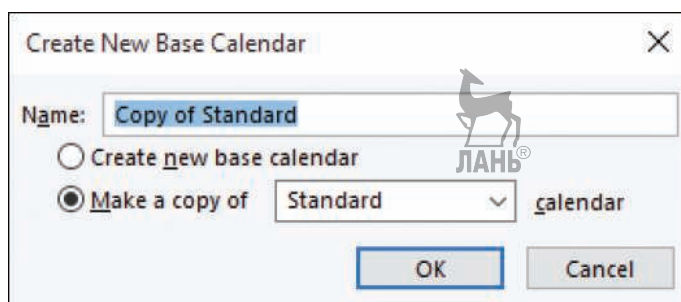 Create New Base Calendar
Name: Copy of Standard
Create new base calendar
ЛАНЬ®
Make a copy of Standard calendar
OK Cancel